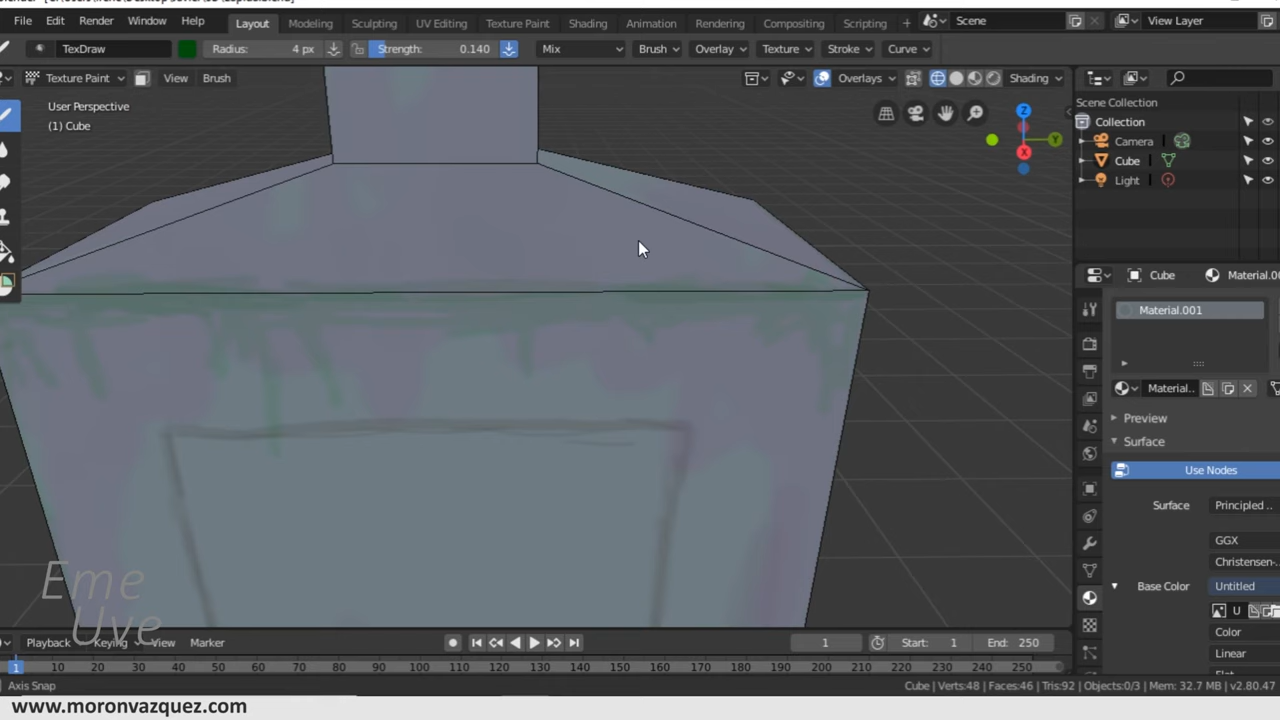 File Edit Render Window Help Layout Modeling Sculpting UV Editing Texture Paint Shading Animation Rendering Compositing Scripting + Scene View Layer
TexDraw Radius: 4 px Strength: 0.140 Mix Brush Overlay Texture Stroke Curve
Texture Paint View Brush Overlays Shading
User Perspective
(1) Cube
Scene Collection
Collection
Camera
Cube
Light
Cube Material.00
Material.001
Material..
Preview
Surface
Use Nodes
Surface Principled ..
GGX
Christensen-.
Base Color Untitled
U
Color
Linear
Eme
Uve
Playback Keying View Marker 1 Start: 1 End: 250
1 10 20 30 40 50 60 70 80 90 100 110 120 130 140 150 160 170 180 190 200 210 220 230 240 250
Axis Snap Cube | Verts:48 | Faces:46 | Tris:92 | Objects:0/3 | Mem: 32.7 MB | v2.80.47
www.moronvazquez.com